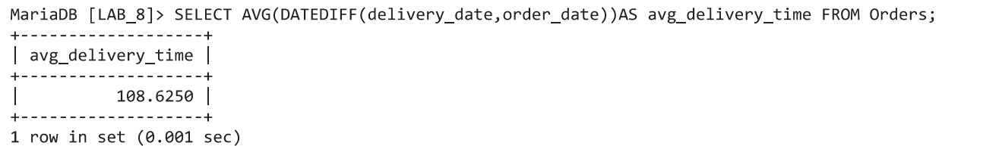 MariaDB [LAB_8]> SELECT AVG(DATEDIFF(delivery_date,order_date))AS avg_delivery_time FROM Orders;
+-------------------+
| avg_delivery_time |
+-------------------+
|          108.6250 |
+-------------------+
1 row in set (0.001 sec)